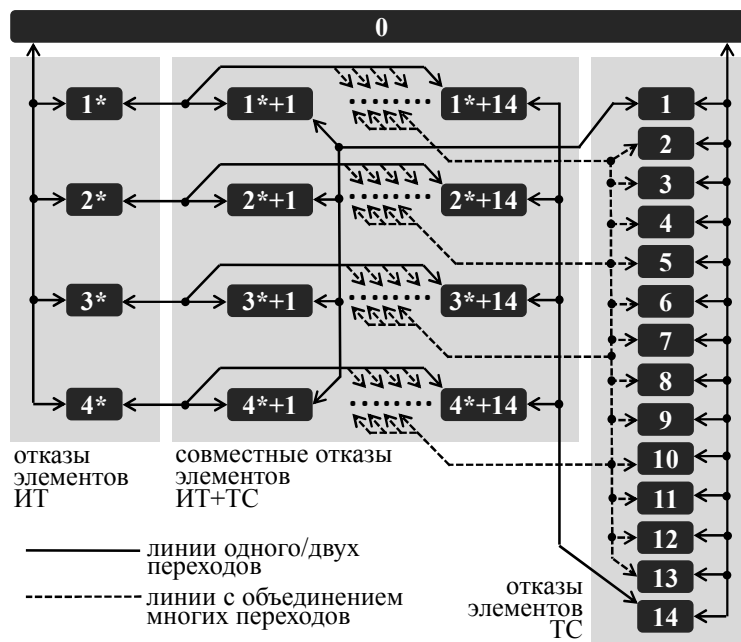 0
1*
1*+1
1*+14
1
2
2*
2*+1
2*+14
3
4
5
3*
3*+1
3*+14
6
7
8
4*
4*+1
4*+14
9
10
11
12
13
14
отказы
элементов
ИТ
совместные отказы
элементов
ИТ+ТС
линии одного/двух
переходов
линии с объединением
многих переходов
отказы
элементов
ТС